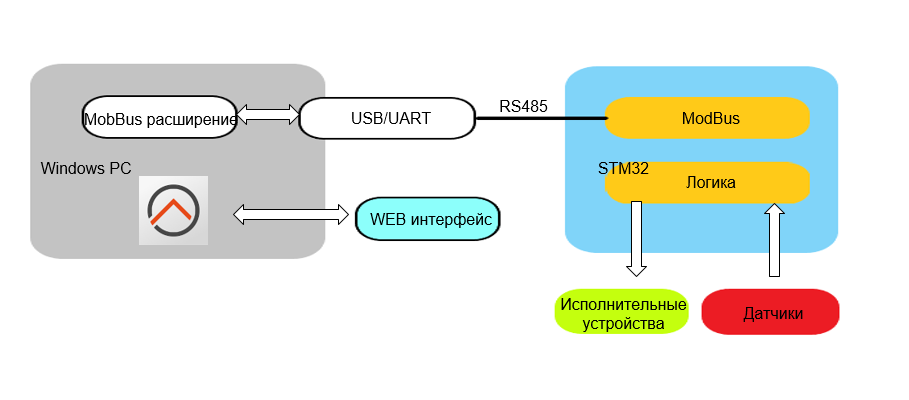 MobBus расширение
USB/UART
RS485
ModBus
Windows PC
STM32
Логика
WEB интерфейс
Исполнительные
устройства
Датчики